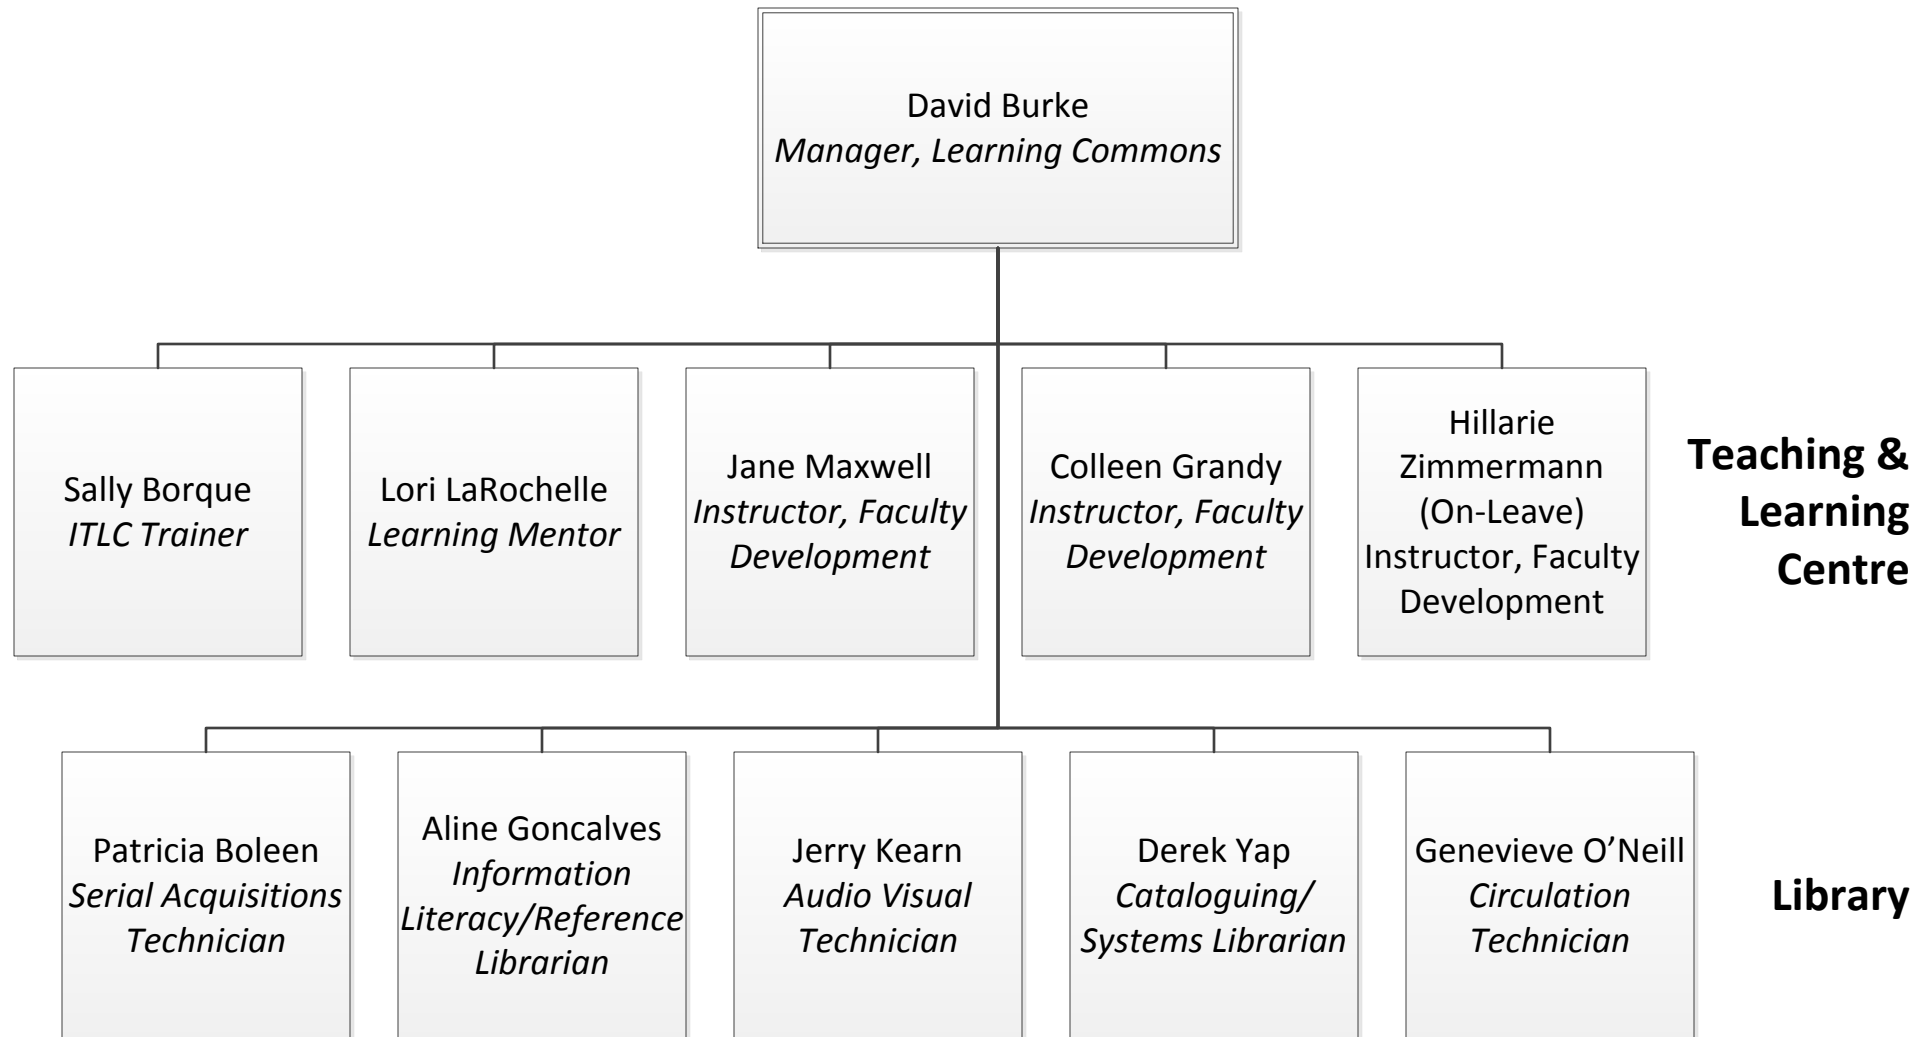 David Burke
Manager, Learning Commons
Sally Borque
ITLC Trainer
Lori LaRochelle
Learning Mentor
Jane Maxwell
Instructor, Faculty
Development
Colleen Grandy
Instructor, Faculty
Development
Hillarie
Zimmermann
(On-Leave)
Instructor, Faculty
Development
Teaching &
Learning
Centre
Patricia Boleen
Serial Acquisitions
Technician
Aline Goncalves
Information
Literacy/Reference
Librarian
Jerry Kearn
Audio Visual
Technician
Derek Yap
Cataloguing/
Systems Librarian
Genevieve O’Neill
Circulation
Technician
Library